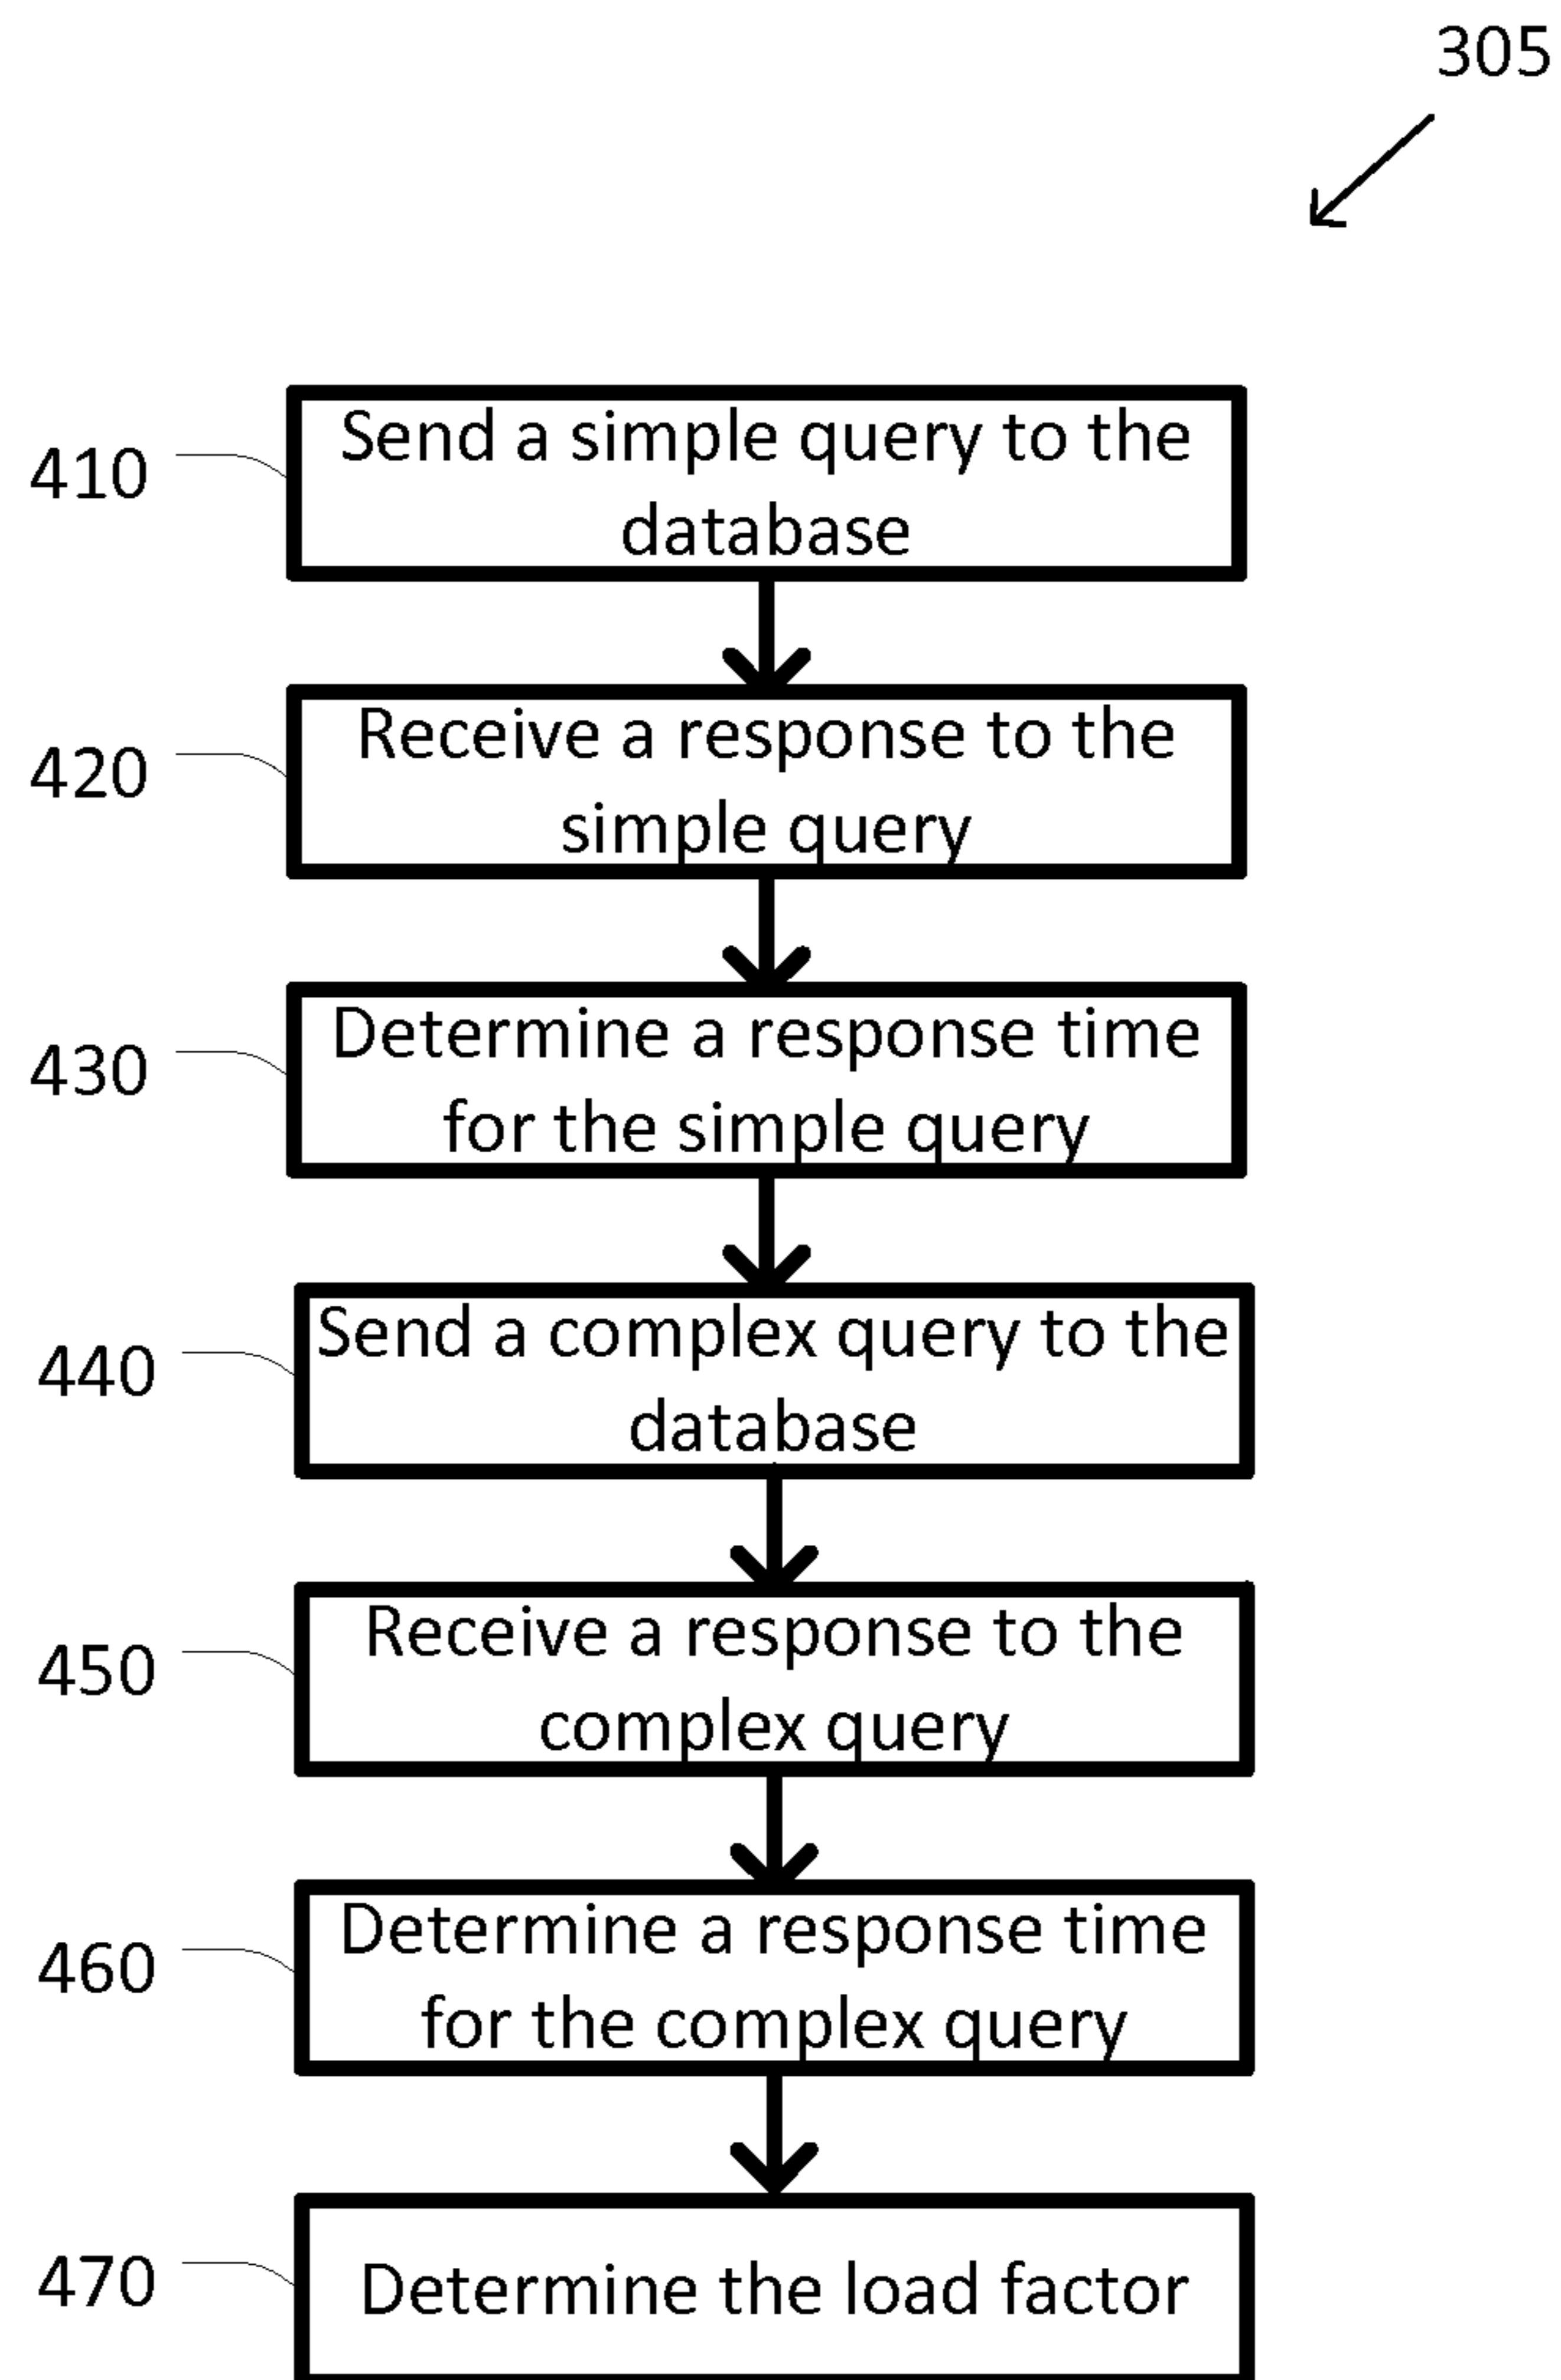 305
410
Send a simple query to the
database
420
Receive a response to the
simple query
430
Determine a response time
for the simple query
440
Send a complex query to the
database
450
Receive a response to the
complex query
460
Determine a response time
for the complex query
470
Determine the load factor